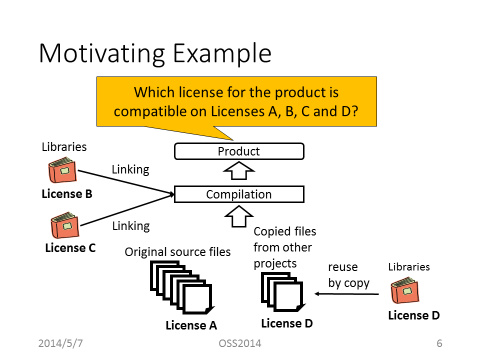 Motivating Example
Which license for the product is
compatible on Licenses A, B, C and D?
Libraries
Product
Linking
License B
Compilation
Linking
License C
Copied files
from other
projects
Original source files
reuse
by copy
Libraries
License A
License D
License D
2014/5/7
OSS2014
6